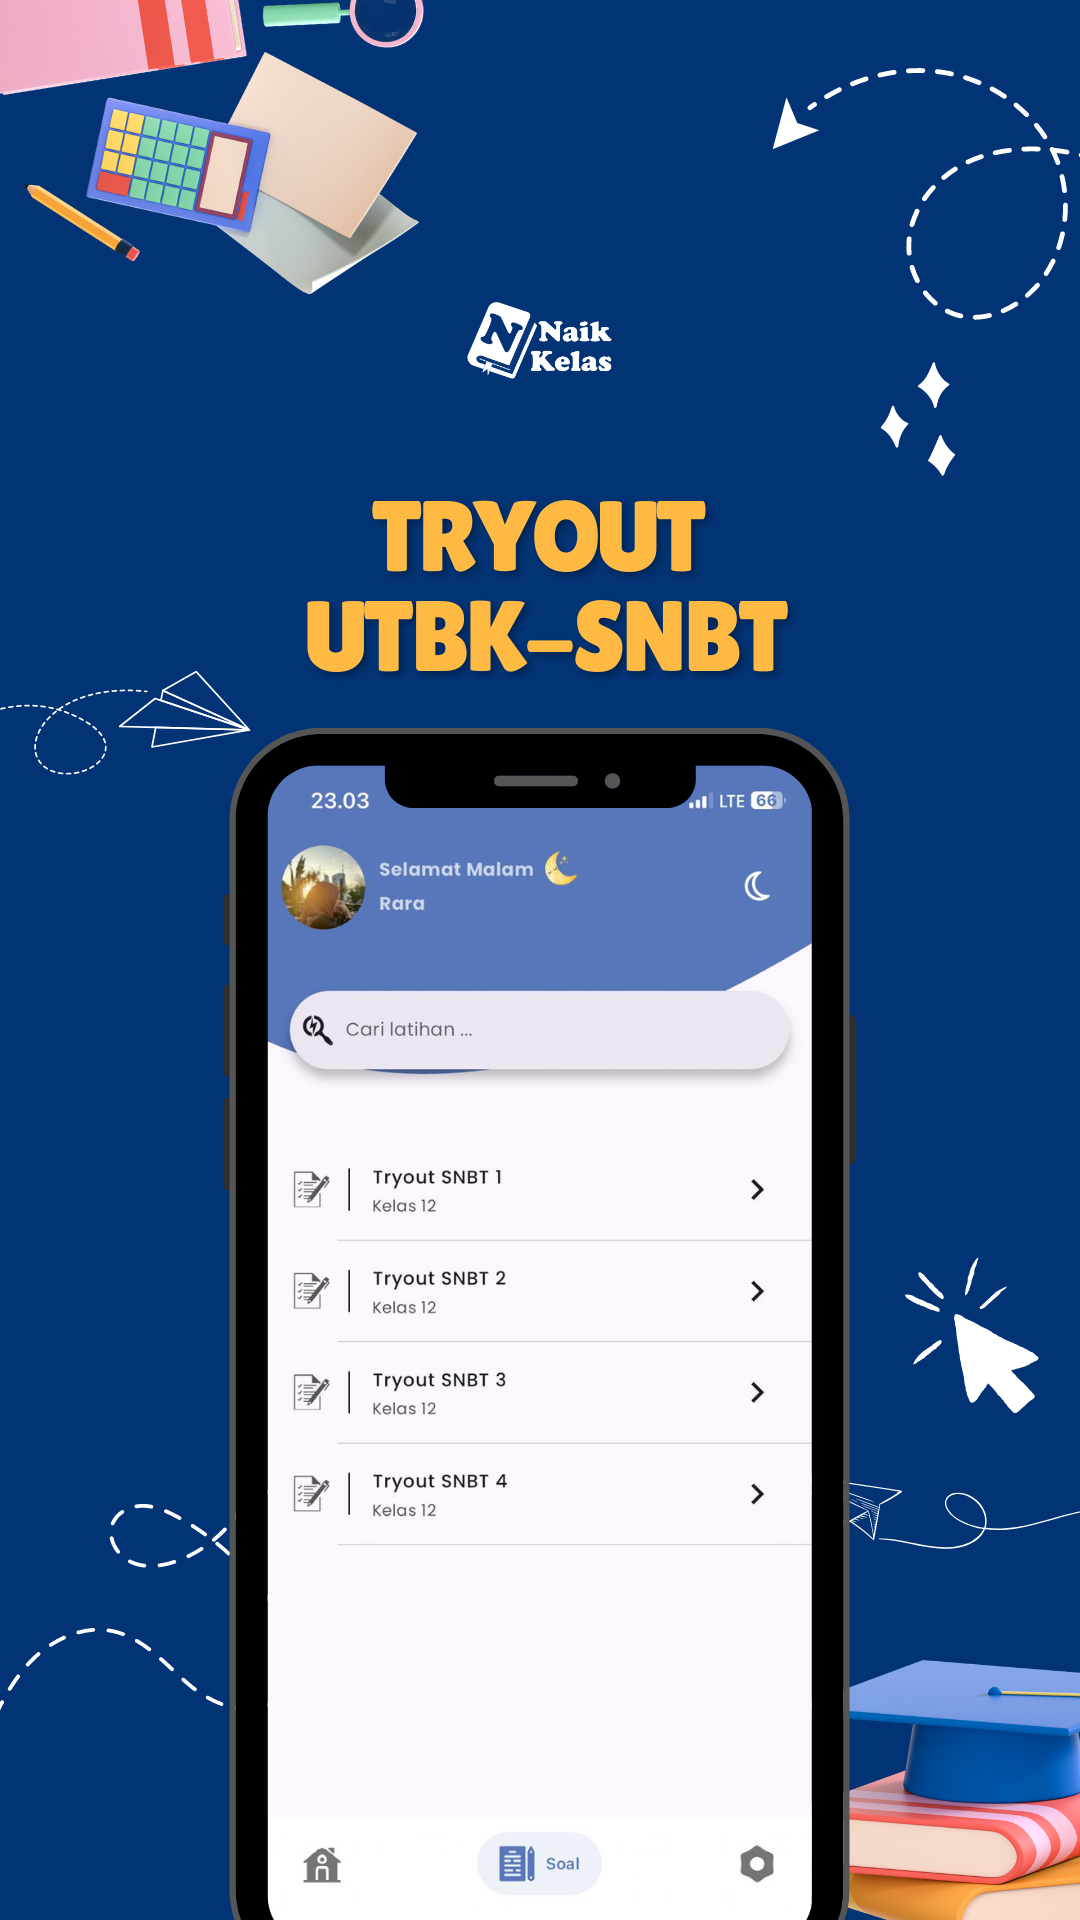 Naik
Kelas
TRYOUT
UTBK-SNBT
23.03
LTE 66
Selamat Malam
Rara
Cari latihan ...
Tryout SNBT 1
Kelas 12
Tryout SNBT 2
Kelas 12
Tryout SNBT 3
Kelas 12
Tryout SNBT 4
Kelas 12
Soal